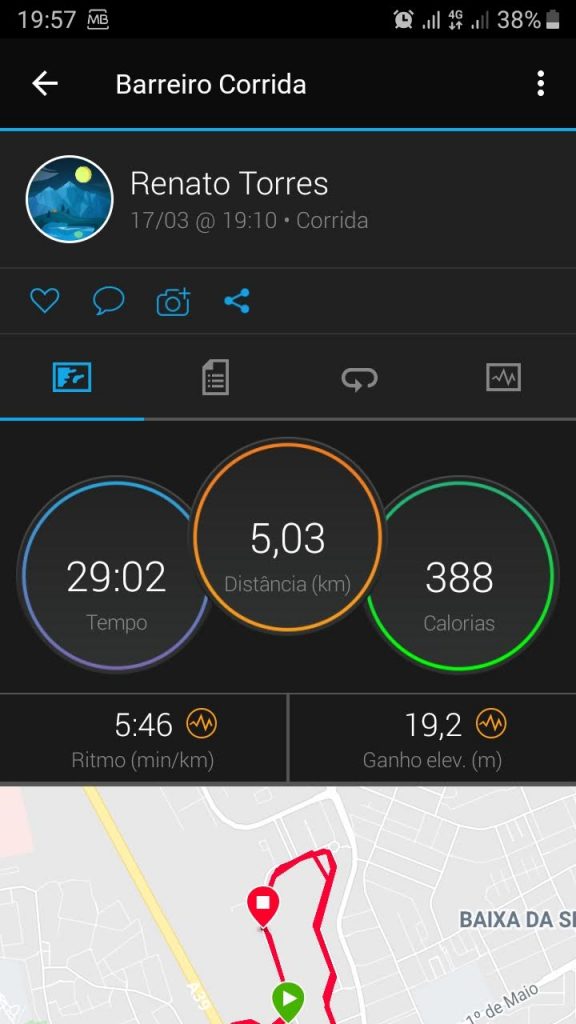 19:57 MB 4G 38%
Barreiro Corrida
Renato Torres
17/03 @ 19:10 • Corrida
5,03
Distância (km)
29:02
Tempo
388
Calorias
5:46
Ritmo (min/km)
19,2
Ganho elev. (m)
BAIXA DA SE
A39
1º de Maio